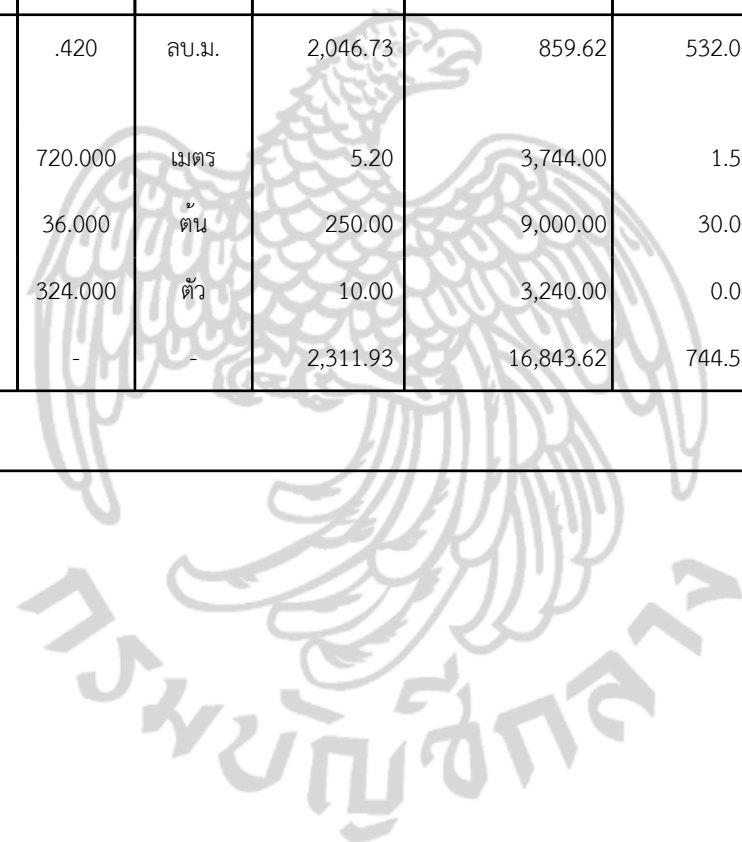 .420 ลบ.ม. 2,046.73 859.62 532.0
720.000 เมตร 5.20 3,744.00 1.5
36.000 ต้น 250.00 9,000.00 30.0
324.000 ตัว 10.00 3,240.00 0.0
- - 2,311.93 16,843.62 744.5
กรมบัญชีกลาง